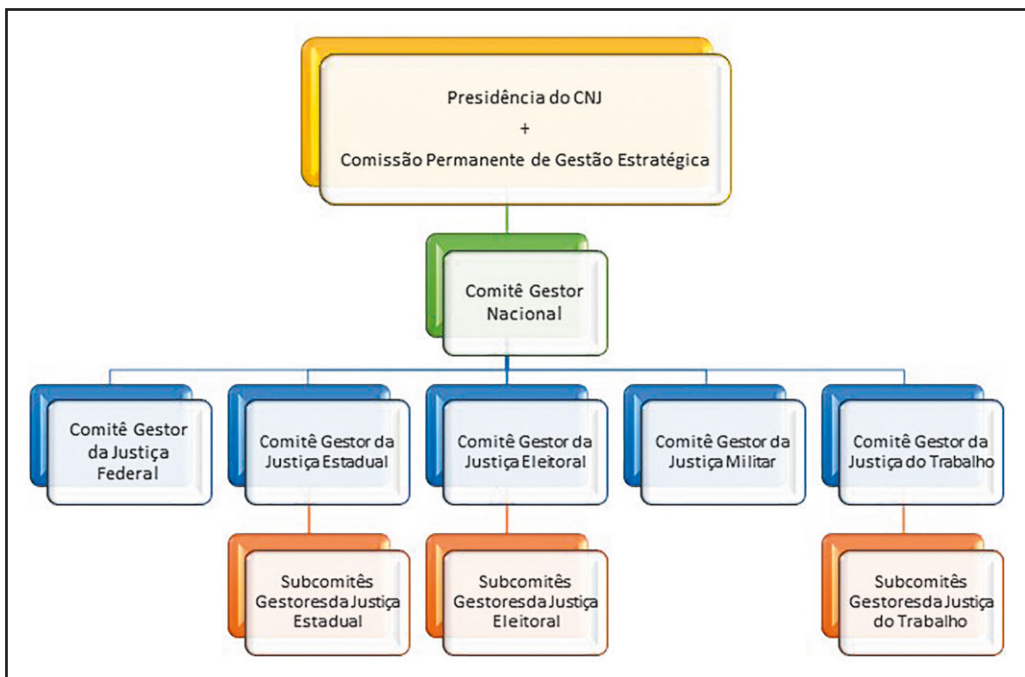 Presidência do CNJ
+
Comissão Permanente de Gestão Estratégica
Comitê Gestor
Nacional
Comitê Gestor
da Justiça
Federal
Comitê Gestor da
Justiça Estadual
Comitê Gestor da
Justiça Eleitoral
Comitê Gestor da
Justiça Militar
Comitê Gestor da
Justiça do Trabalho
Subcomitês
Gestores da Justiça
Estadual
Subcomitês
Gestores da Justiça
Eleitoral
Subcomitês
Gestores da Justiça
do Trabalho